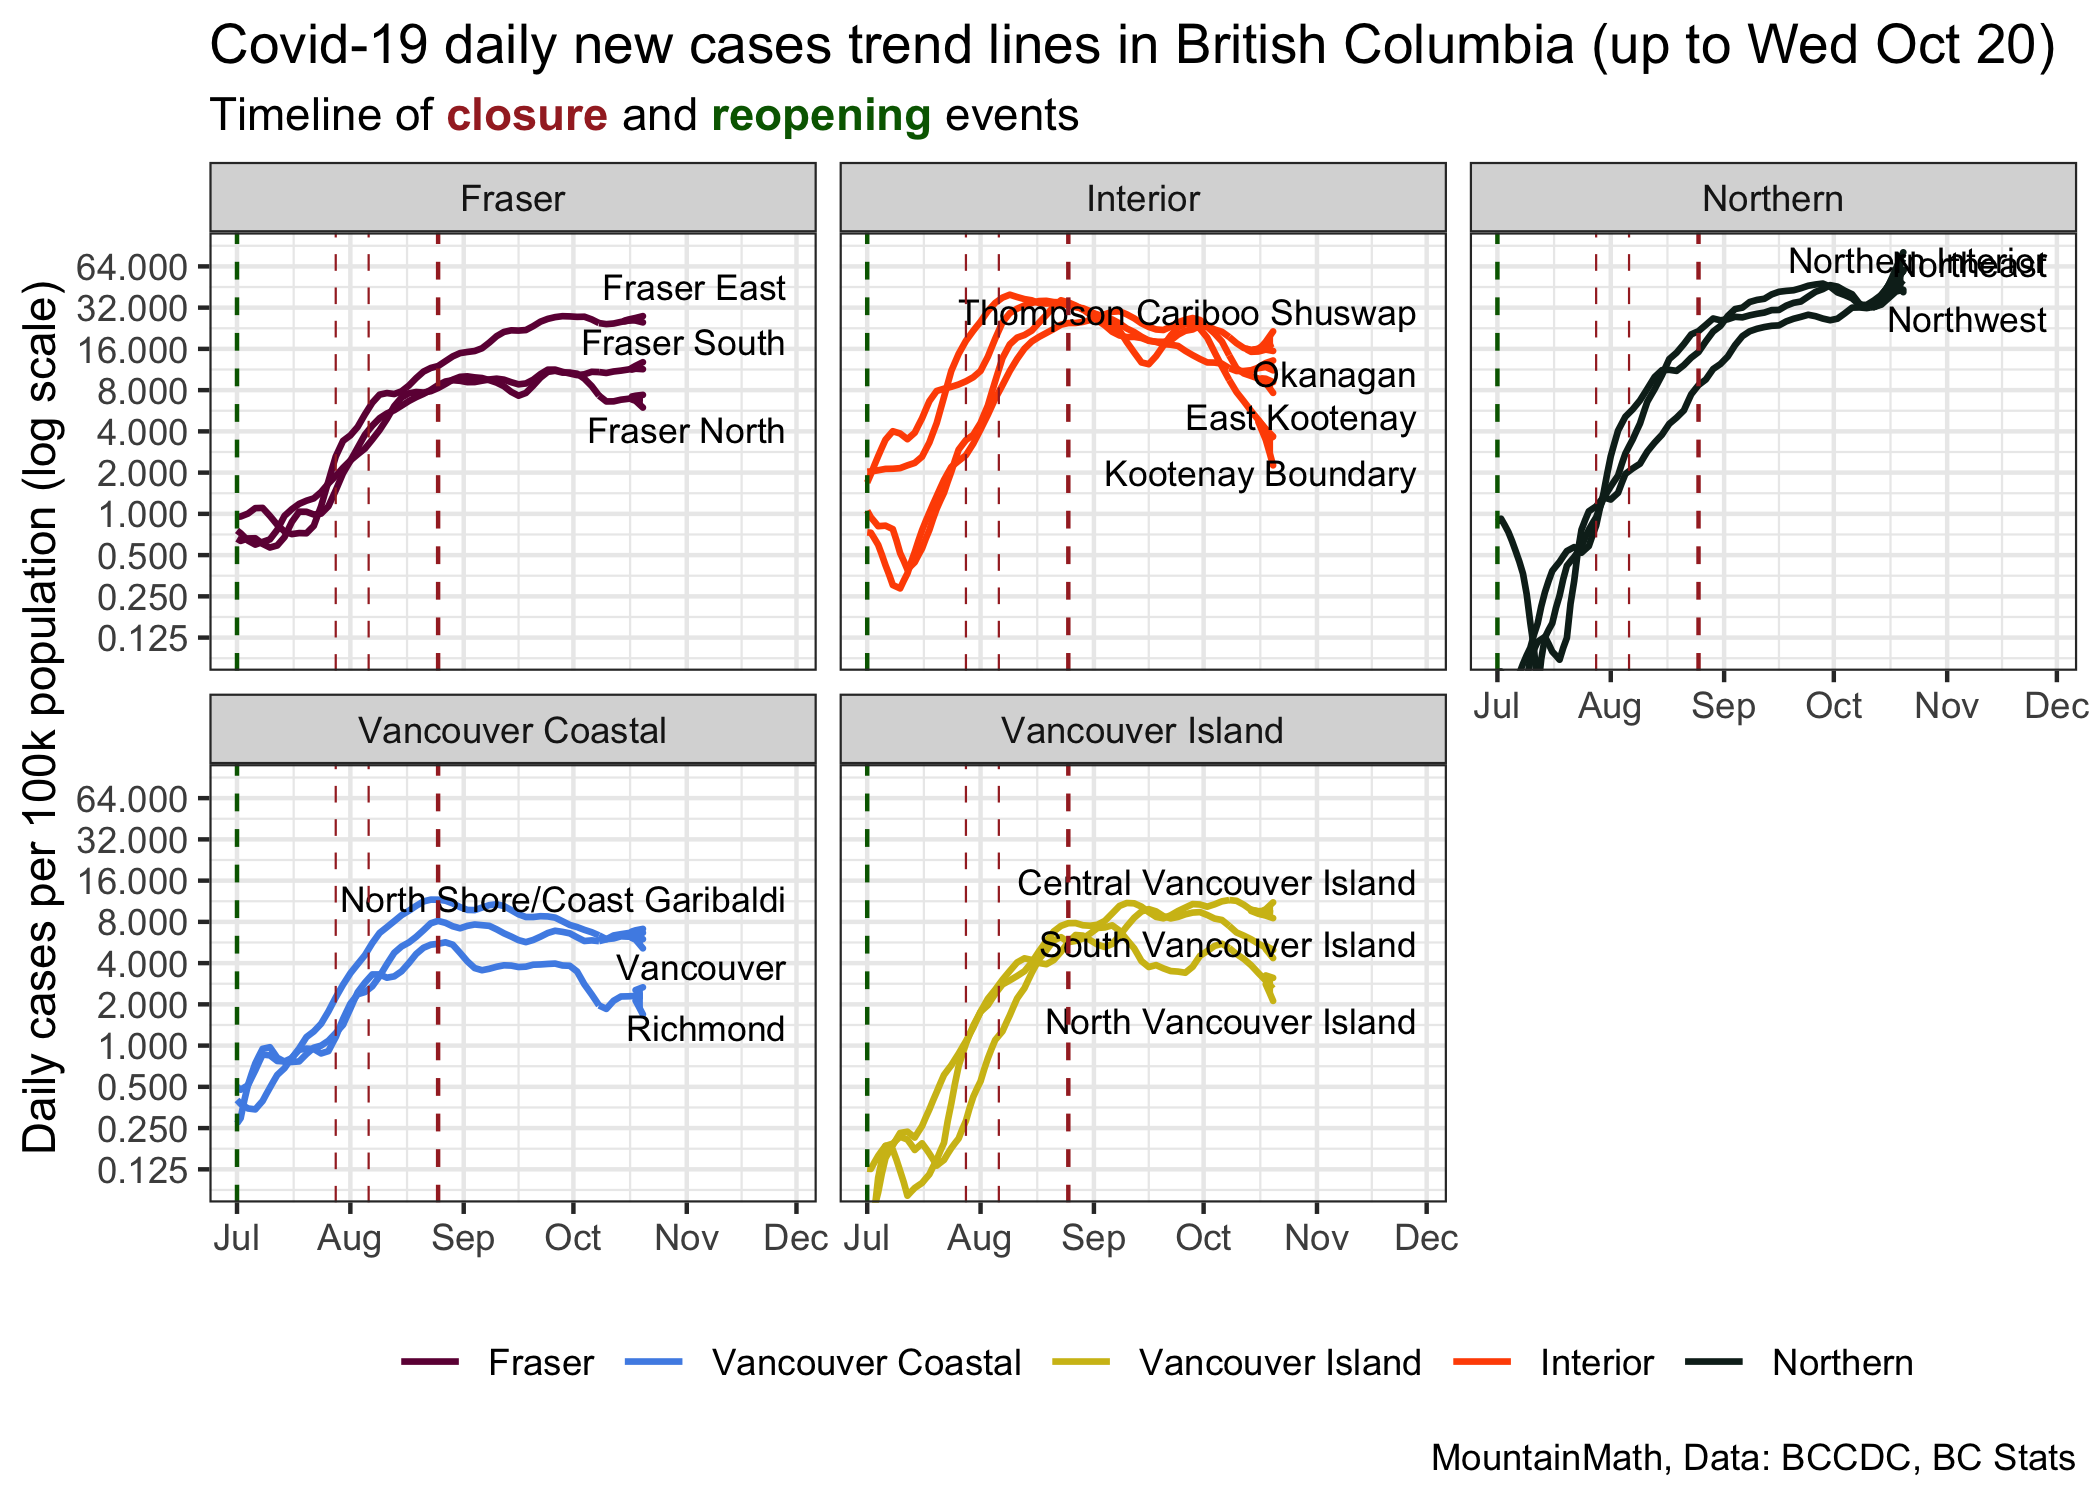 Covid-19 daily new cases trend lines in British Columbia (up to Wed Oct 20)
Timeline of closure and reopening events
Daily cases per 100k population (log scale)
Fraser
Interior
Northern
64.000
32.000
16.000
8.000
4.000
2.000
1.000
0.500
0.250
0.125
Fraser East
Fraser South
Fraser North
Thompson Cariboo Shuswap
Okanagan
East Kootenay
Kootenay Boundary
Northern Interior
Northeast
Northwest
Jul Aug Sep Oct Nov Dec
Vancouver Coastal
Vancouver Island
64.000
32.000
16.000
8.000
4.000
2.000
1.000
0.500
0.250
0.125
North Shore/Coast Garibaldi
Vancouver
Richmond
Central Vancouver Island
South Vancouver Island
North Vancouver Island
Jul Aug Sep Oct Nov Dec
Jul Aug Sep Oct Nov Dec
Fraser Vancouver Coastal Vancouver Island Interior Northern
MountainMath, Data: BCCDC, BC Stats